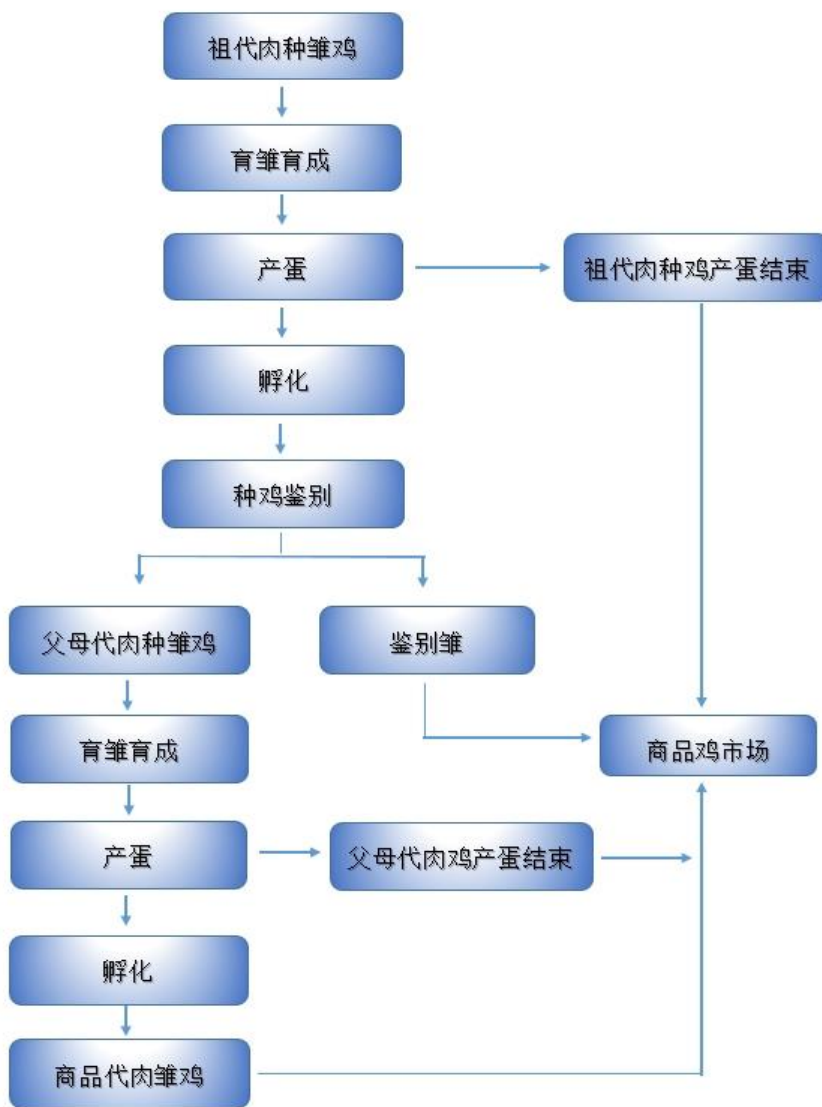 祖代肉种雏鸡
育雏育成
产蛋
祖代肉种鸡产蛋结束
孵化
种鸡鉴别
父母代肉种雏鸡
鉴别雏
育雏育成
商品鸡市场
产蛋
父母代肉鸡产蛋结束
孵化
商品代肉雏鸡